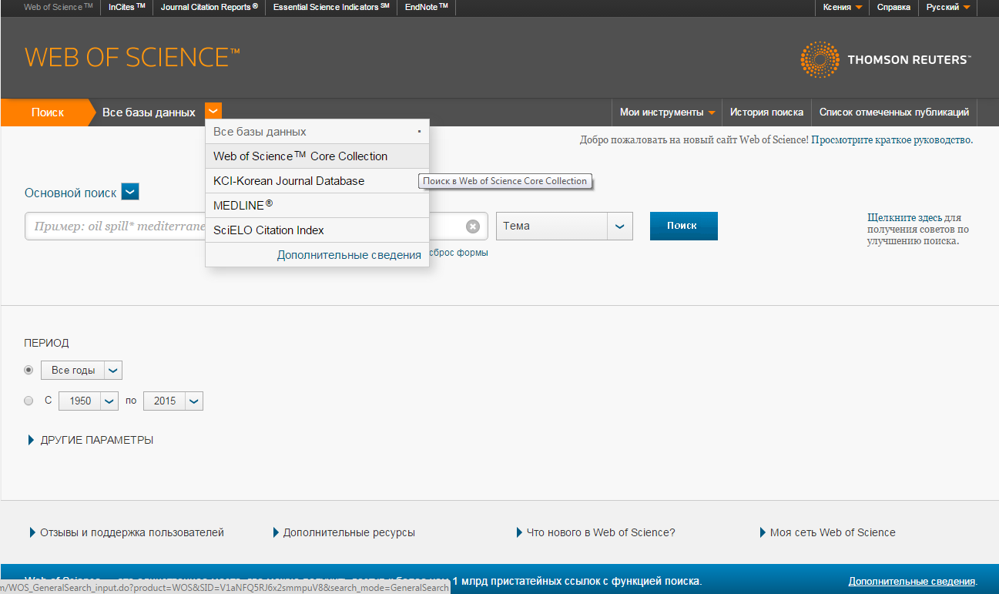 Web of Science™ InCites™ Journal Citation Reports® Essential Science Indicators℠ EndNote™ Ксения Справка Русский
WEB OF SCIENCE™
THOMSON REUTERS™
Поиск Все базы данных Мои инструменты История поиска Список отмеченных публикаций
Все базы данных
Добро пожаловать на новый сайт Web of Science! Просмотрите краткое руководство.
Web of Science™ Core Collection
KCI-Korean Journal Database
Поиск в Web of Science Core Collection
Основной поиск
MEDLINE®
Пример: oil spill* mediterrane
Тема
Поиск
Щелкните здесь для
получения советов по
улучшению поиска.
SciELO Citation Index
Дополнительные сведения
сброс формы
ПЕРИОД
Все годы
С 1950 по 2015
ДРУГИЕ ПАРАМЕТРЫ
Отзывы и поддержка пользователей Дополнительные ресурсы Что нового в Web of Science? Моя сеть Web of Science
1 млрд пристатейных ссылок с функцией поиска. Дополнительные сведения.
m/WOS_GeneralSearch_input.do?product=WOS&SID=V1aNFQ5RJ6x2smmpuV8&search_mode=GeneralSearch